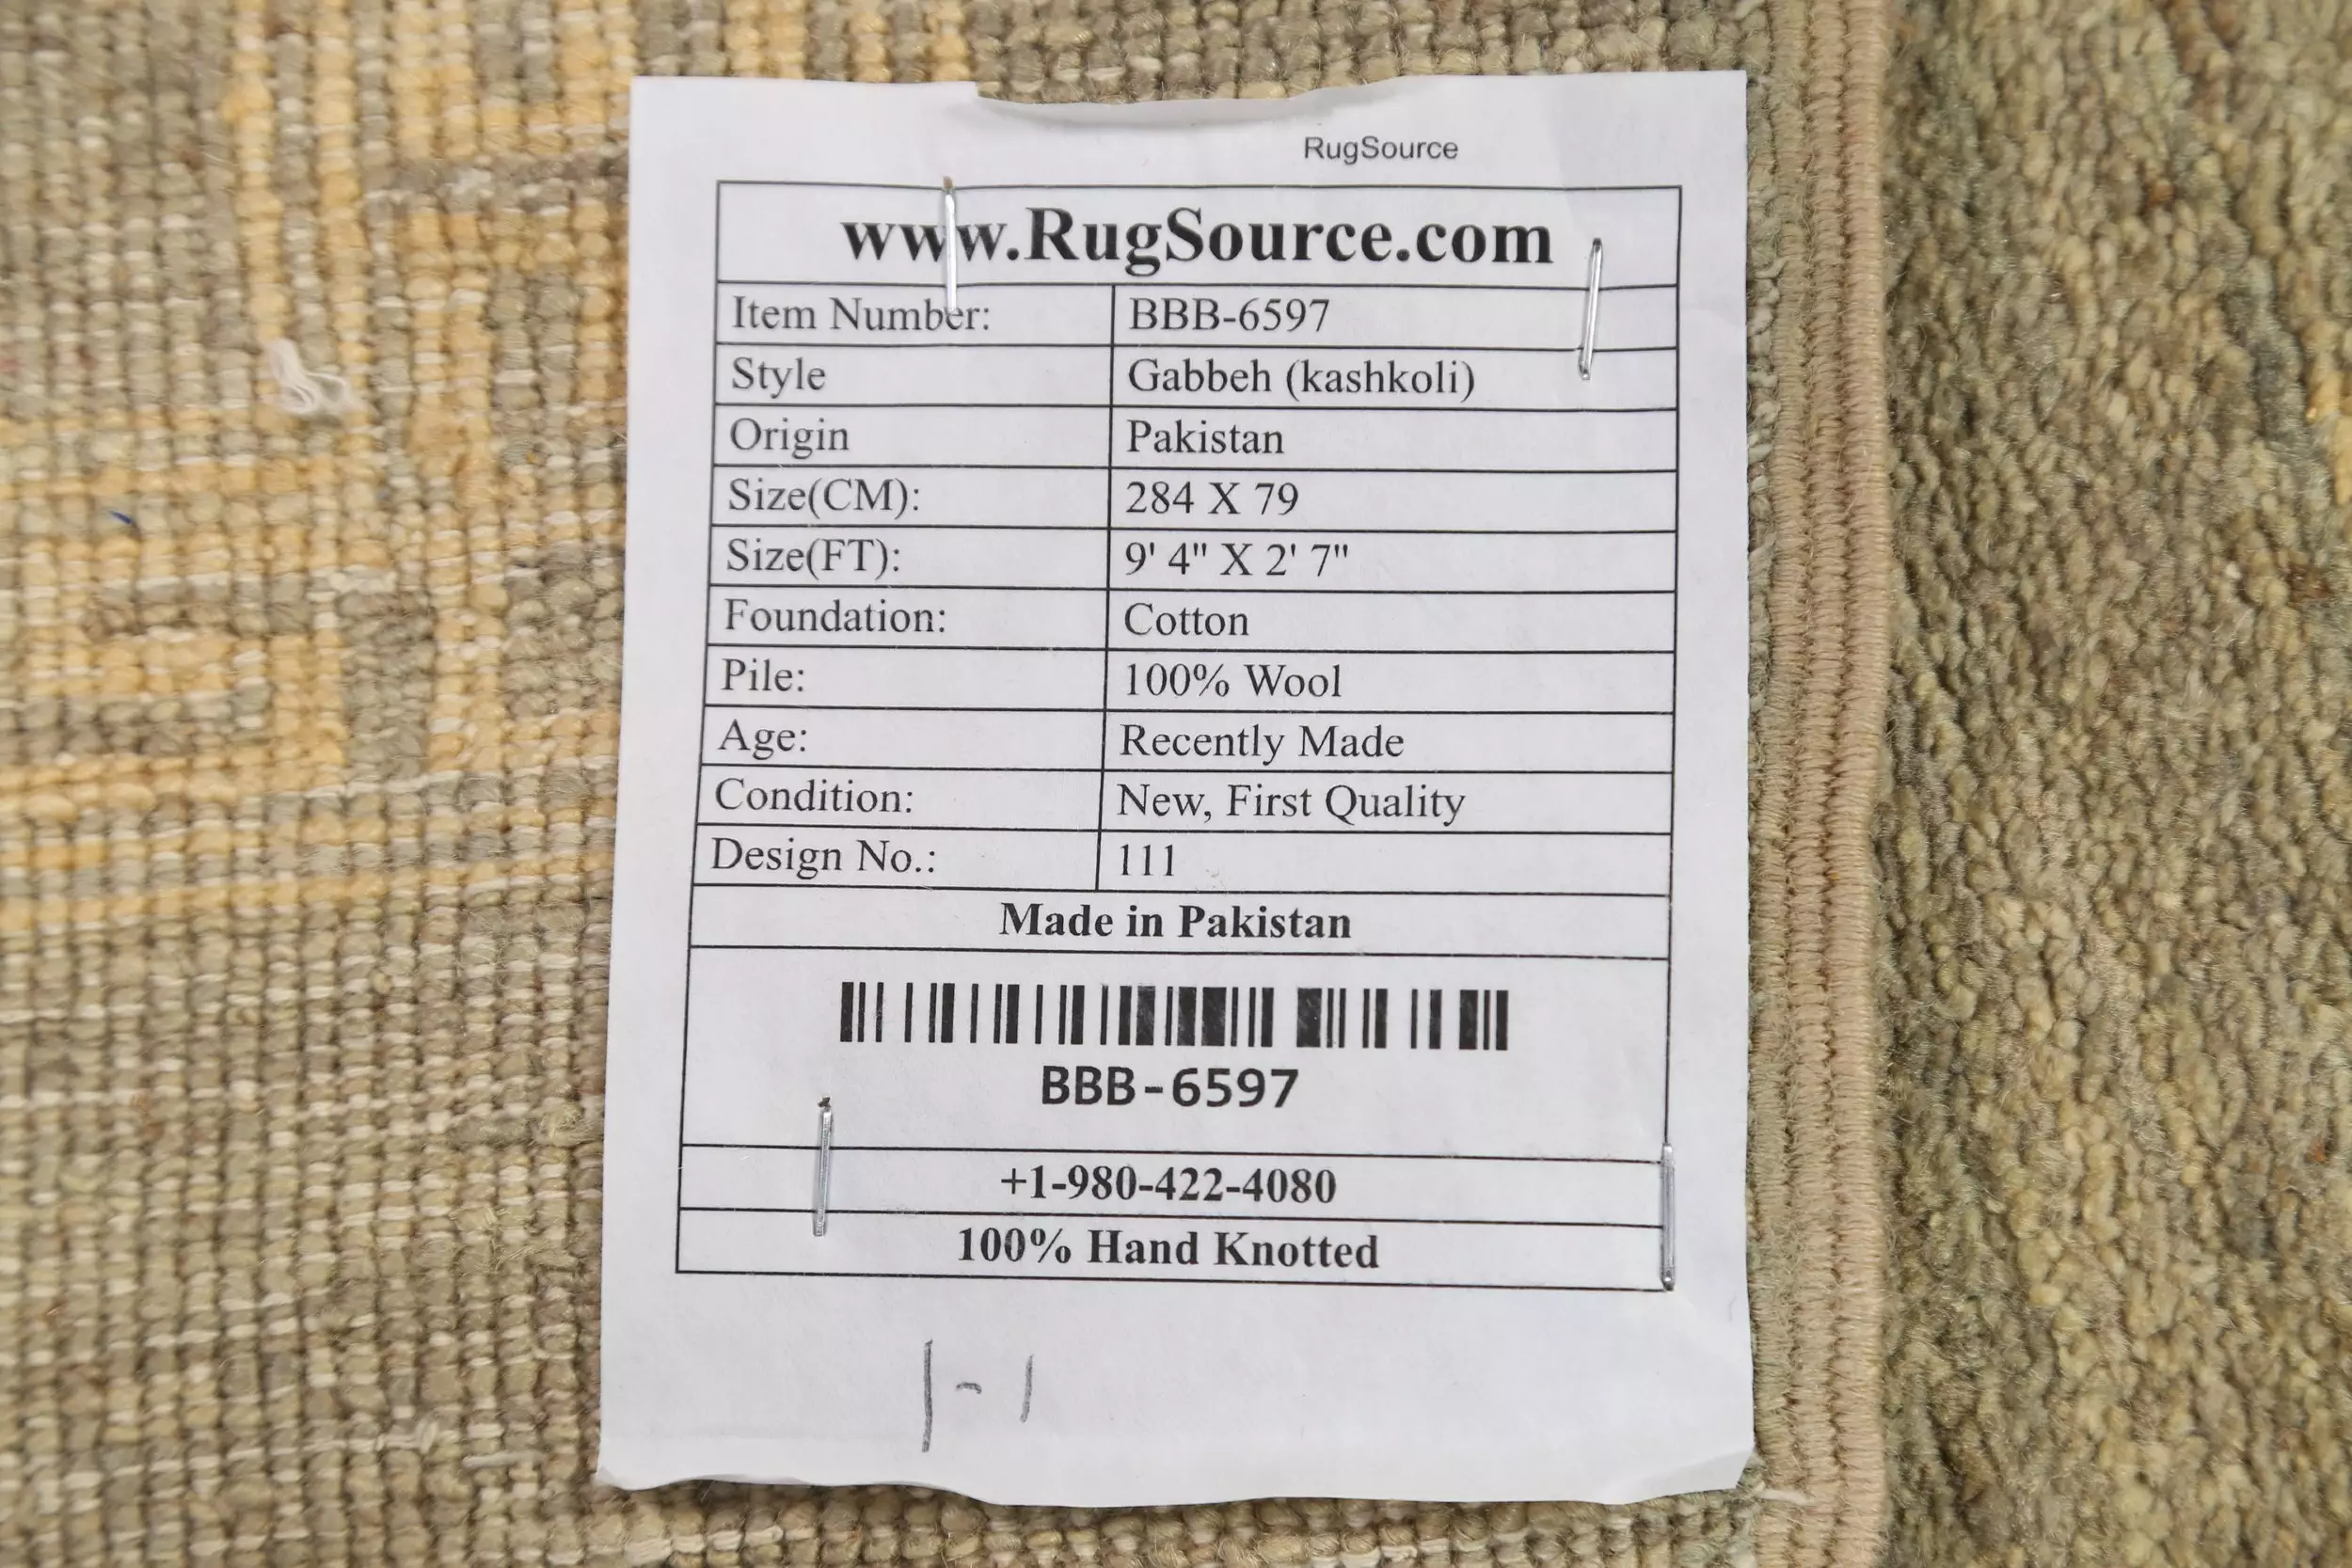 RugSource
www.RugSource.com
Item Number: BBB-6597
Style Gabbeh (kashkoli)
Origin Pakistan
Size(CM): 284 X 79
Size(FT): 9' 4" X 2' 7"
Foundation: Cotton
Pile: 100% Wool
Age: Recently Made
Condition: New, First Quality
Design No.: 111
Made in Pakistan
BBB-6597
+1-980-422-4080
100% Hand Knotted
1-1